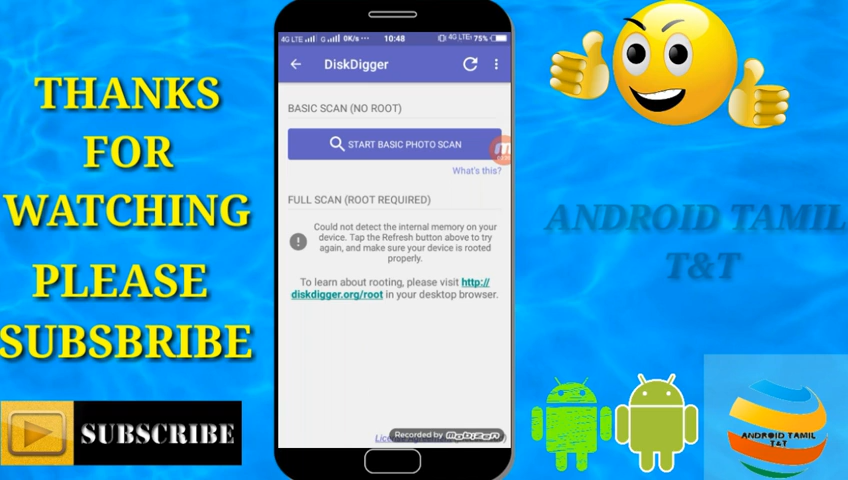 THANKS
FOR
WATCHING
PLEASE
SUBSBRIBE
SUBSCRIBE
4G LTE G 0K/s ··· 10:48 4G LTE 75%
DiskDigger
BASIC SCAN (NO ROOT)
START BASIC PHOTO SCAN
What's this?
FULL SCAN (ROOT REQUIRED)
Could not detect the internal memory on your
device. Tap the Refresh button above to try
again, and make sure your device is rooted
properly.
To learn about rooting, please visit http://
diskdigger.org/root in your desktop browser.
Recorded by Mobizen
ANDROID TAMIL
T&T
ANDROID TAMIL
T&T